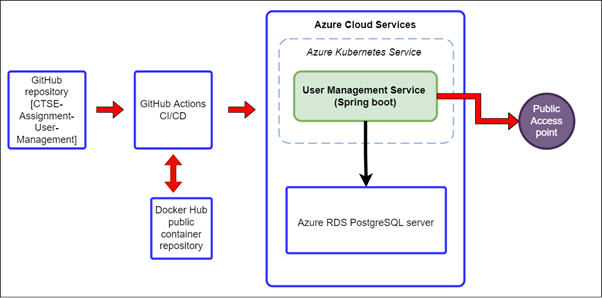 Azure Cloud Services
Azure Kubernetes Service
GitHub
repository
[CTSE-
Assignment-
User-
Management]
GitHub Actions
CI/CD
User Management Service
(Spring boot)
Public
Access
point
Docker Hub
public
container
repository
Azure RDS PostgreSQL server